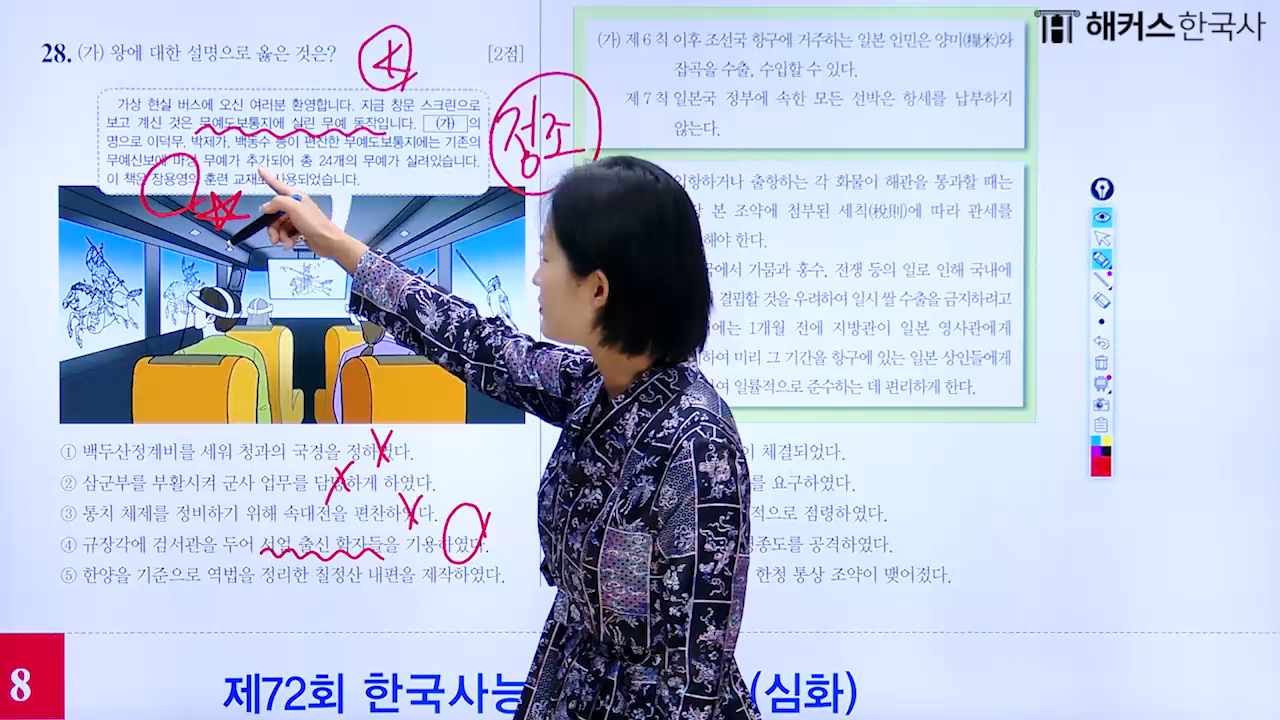 해커스한국사
28. (가) 왕에 대한 설명으로 옳은 것은? [2점]
가상 현실 버스에 오신 여러분 환영합니다. 지금 창문 스크린으로
보고 계신 것은 무예도보통지에 실린 무예 동작입니다. (가) 의
명으로 이덕무, 박제가, 백동수 등이 편찬한 무예도보통지에는 기존의
무예신보에 마상 무예가 추가되어 총 24개의 무예가 실려있습니다.
이 책은 장용영의 훈련 교재로 사용되었습니다.
정조
① 백두산정계비를 세워 청과의 국경을 정하였다.
② 삼군부를 부활시켜 군사 업무를 담당하게 하였다.
③ 통치 체제를 정비하기 위해 속대전을 편찬하였다.
④ 규장각에 검서관을 두어 서얼 출신 학자들을 기용하였다.
⑤ 한양을 기준으로 역법을 정리한 칠정산 내편을 제작하였다.
(가) 제6칙 이후 조선국 항구에 거주하는 일본 인민은 양미(糧米)와
잡곡을 수출, 수입할 수 있다.
제7칙 일본국 정부에 속한 모든 선박은 항세를 납부하지
않는다.
입항하거나 출항하는 각 화물이 해관을 통과할 때는
본 조약에 첨부된 세칙(稅則)에 따라 관세를
해야 한다.
에서 가뭄과 홍수, 전쟁 등의 일로 인해 국내에
결핍할 것을 우려하여 일시 쌀 수출을 금지하려고
에는 1개월 전에 지방관이 일본 영사관에게
하여 미리 그 기간을 항구에 있는 일본 상인들에게
일률적으로 준수하는 데 편리하게 한다.
이 체결되었다.
를 요구하였다.
적으로 점령하였다.
영종도를 공격하였다.
한청 통상 조약이 맺어졌다.
8
제72회 한국사능 (심화)